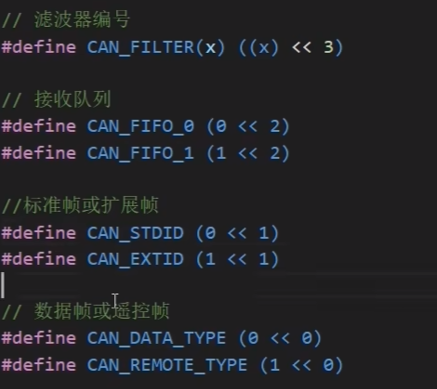 // 滤波器编号
#define CAN_FILTER(x) ((x) << 3)
// 接收队列
#define CAN_FIFO_0 (0 << 2)
#define CAN_FIFO_1 (1 << 2)
//标准帧或扩展帧
#define CAN_STDID (0 << 1)
#define CAN_EXTID (1 << 1)
// 数据帧或遥控帧
#define CAN_DATA_TYPE (0 << 0)
#define CAN_REMOTE_TYPE (1 << 0)